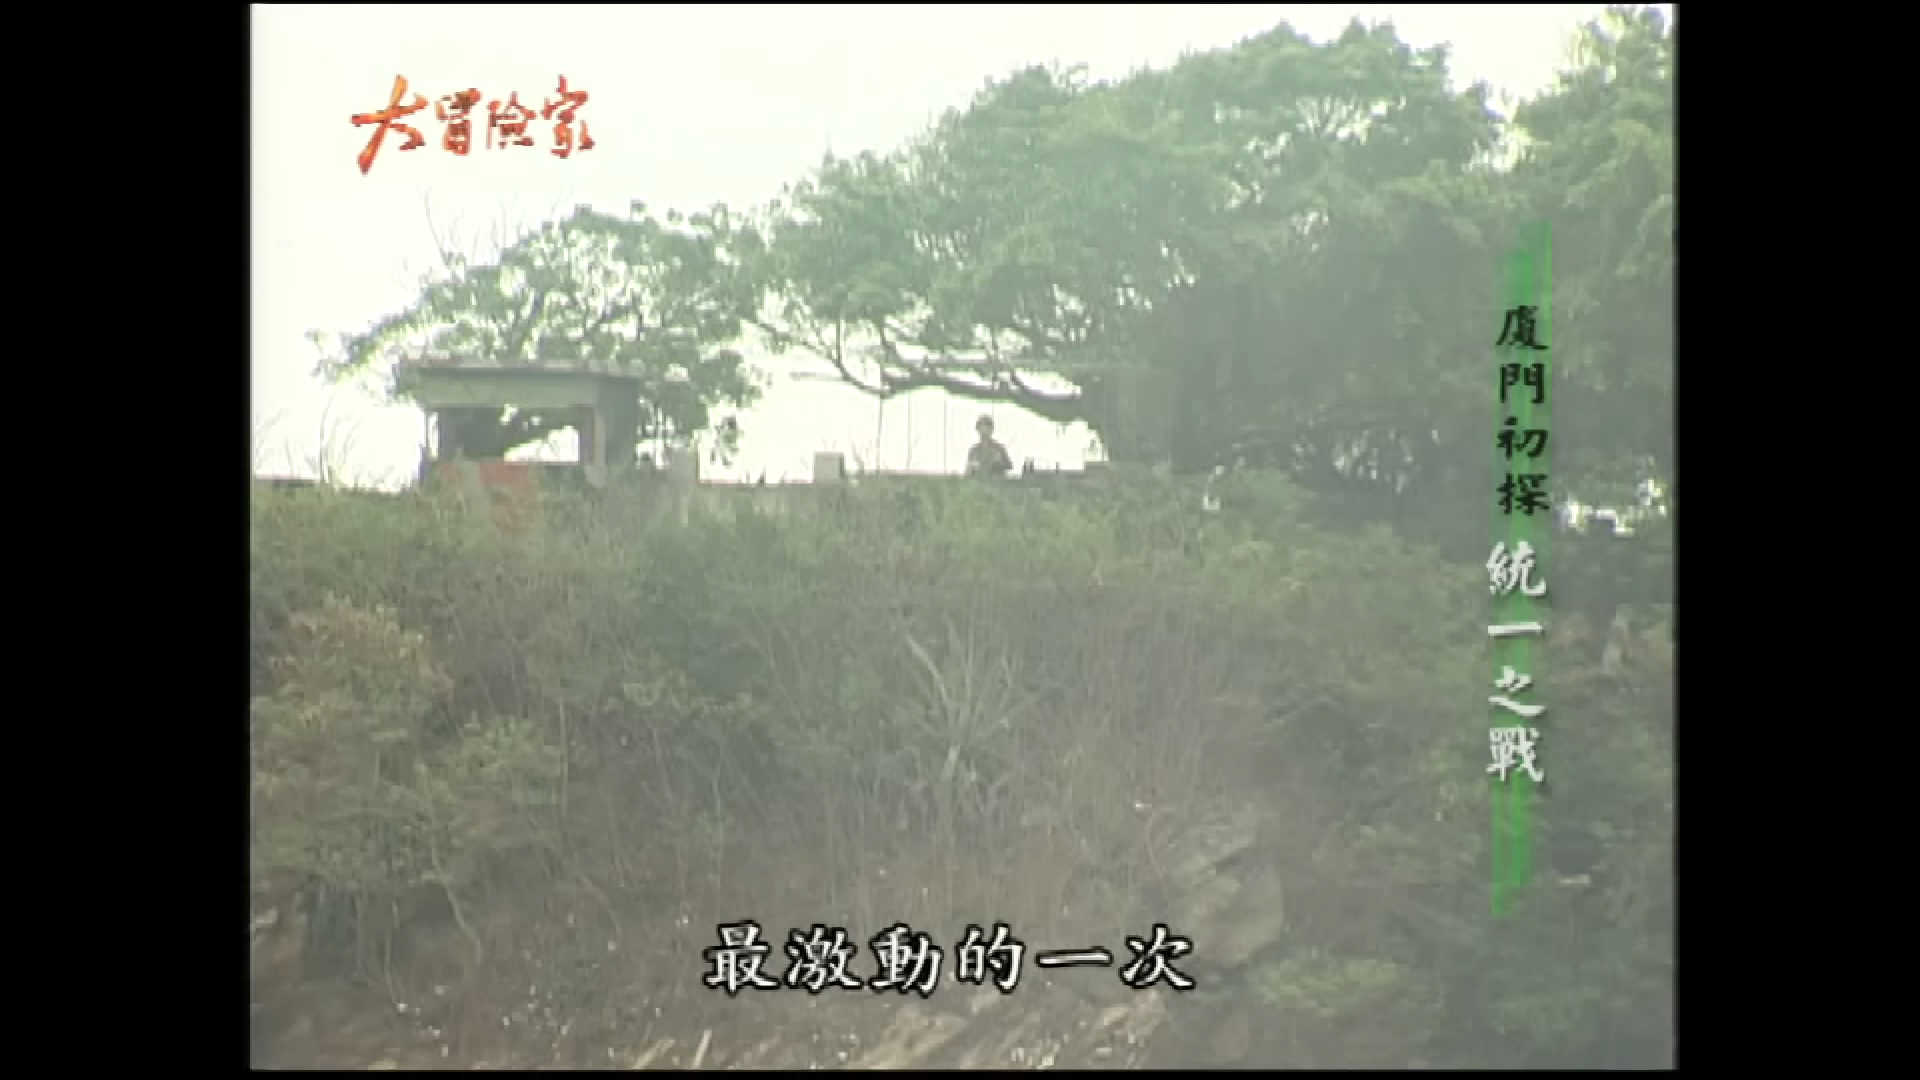 大冒險家
廈門初探
統一之戰
最激動的一次